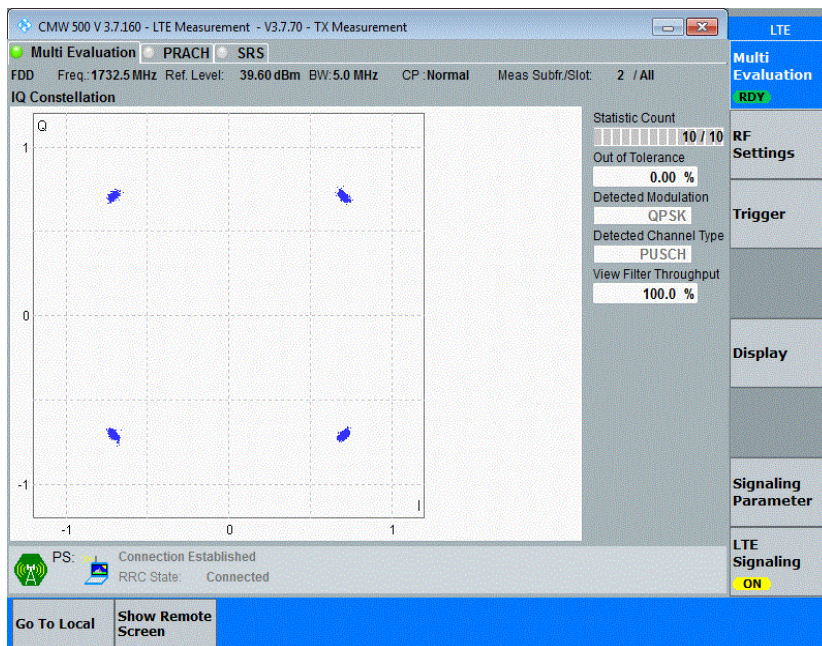 CMW 500 V 3.7.160 - LTE Measurement - V3.7.70 - TX Measurement
LTE
Multi Evaluation PRACH SRS
Multi
Evaluation
RDY
FDD Freq.: 1732.5 MHz Ref. Level: 39.60 dBm BW: 5.0 MHz CP : Normal Meas Subfr./Slot: 2 / All
IQ Constellation
Q
1
0
-1
I
-1 0 1
Statistic Count
10 / 10
Out of Tolerance
0.00 %
Detected Modulation
QPSK
Detected Channel Type
PUSCH
View Filter Throughput
100.0 %
RF
Settings
Trigger
Display
Signaling
Parameter
LTE
Signaling
ON
PS: Connection Established
RRC State: Connected
Go To Local
Show Remote
Screen